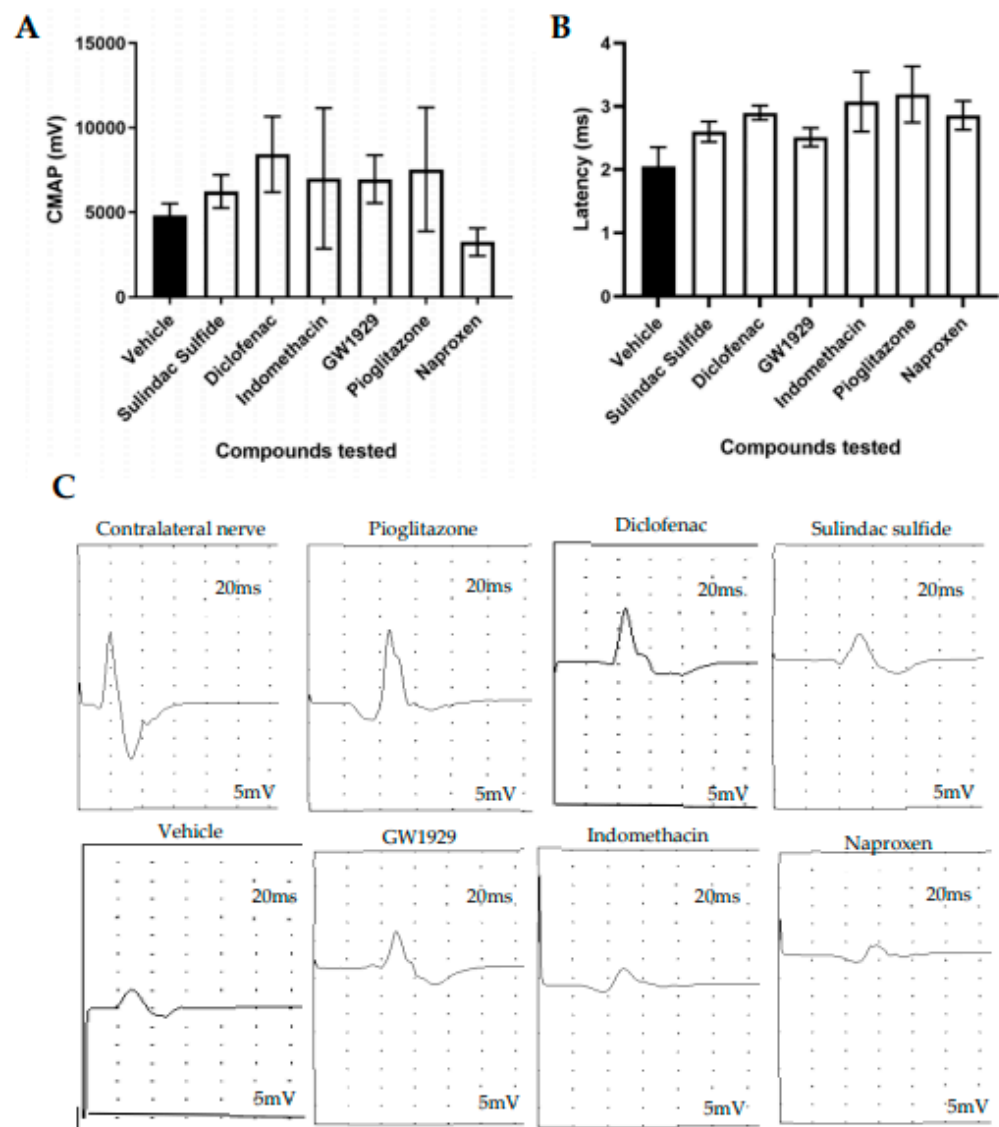 A
CMAP (mV)
15000
10000
5000
0
Vehicle
Sulindac Sulfide
Diclofenac
Indomethacin
GW1929
Pioglitazone
Naproxen
Compounds tested
B
Latency (ms)
4
3
2
1
0
Vehicle
Sulindac Sulfide
Diclofenac
GW1929
Indomethacin
Pioglitazone
Naproxen
Compounds tested
C
Contralateral nerve
20ms
5mV
Pioglitazone
20ms
5mV
Diclofenac
20ms
5mV
Sulindac sulfide
20ms
5mV
Vehicle
20ms
5mV
GW1929
20ms
5mV
Indomethacin
20ms
5mV
Naproxen
20ms
5mV